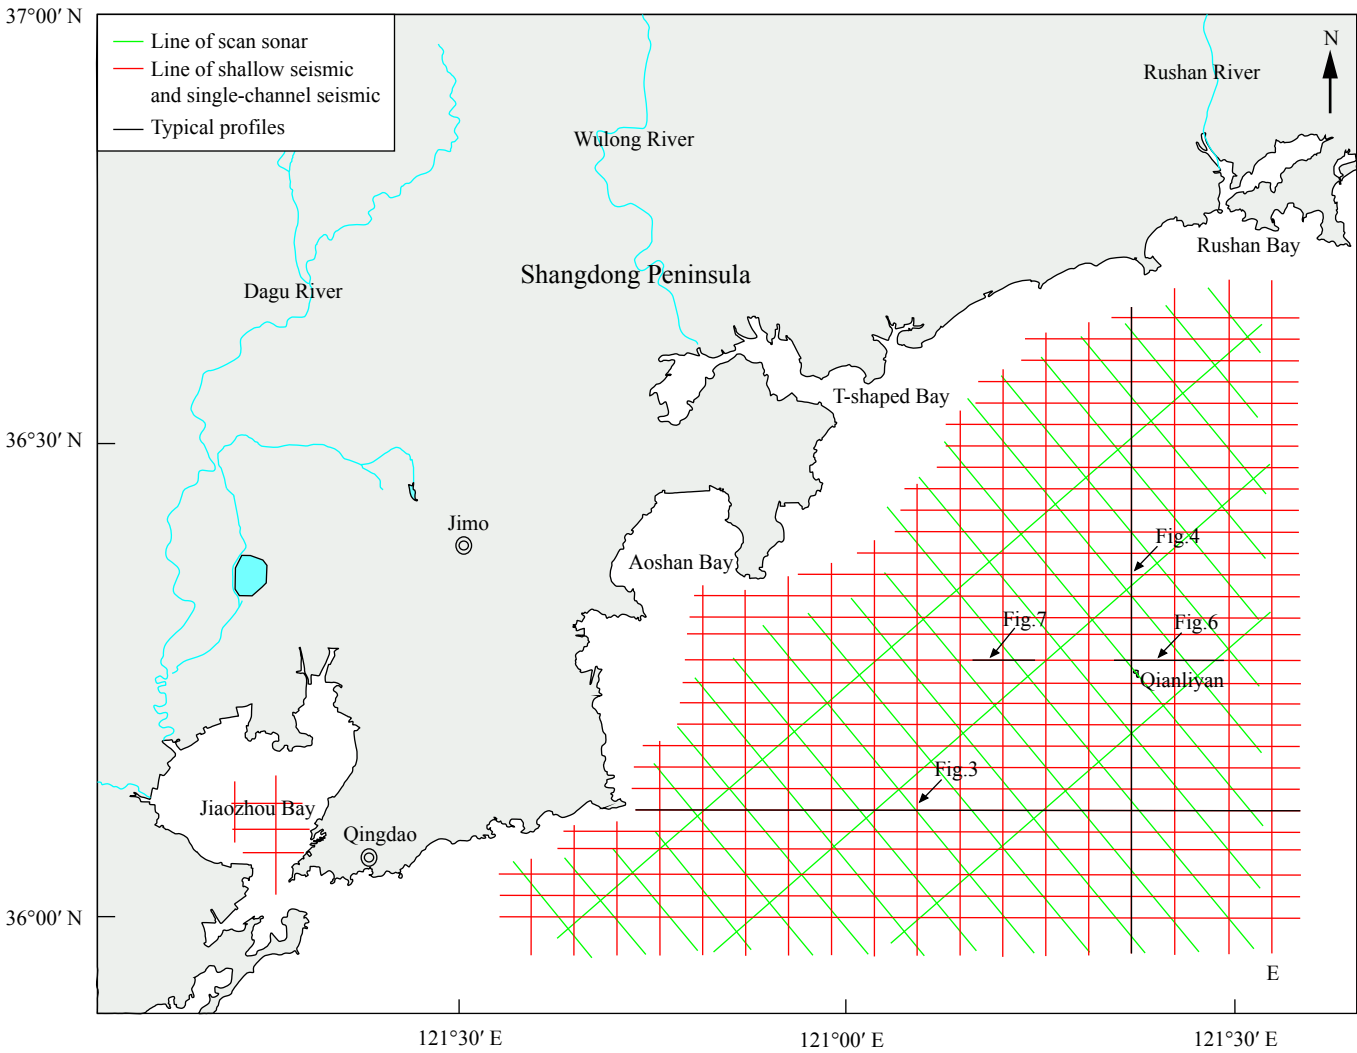 37°00′ N
Line of scan sonar
Line of shallow seismic
and single-channel seismic
Typical profiles
N
Rushan River
Wulong River
Rushan Bay
Shangdong Peninsula
Dagu River
T-shaped Bay
36°30′ N
Jimo
Fig.4
Aoshan Bay
Fig.7
Fig.6
Qianliyan
Fig.3
Jiaozhou Bay
Qingdao
36°00′ N
E
121°30′ E
121°00′ E
121°30′ E